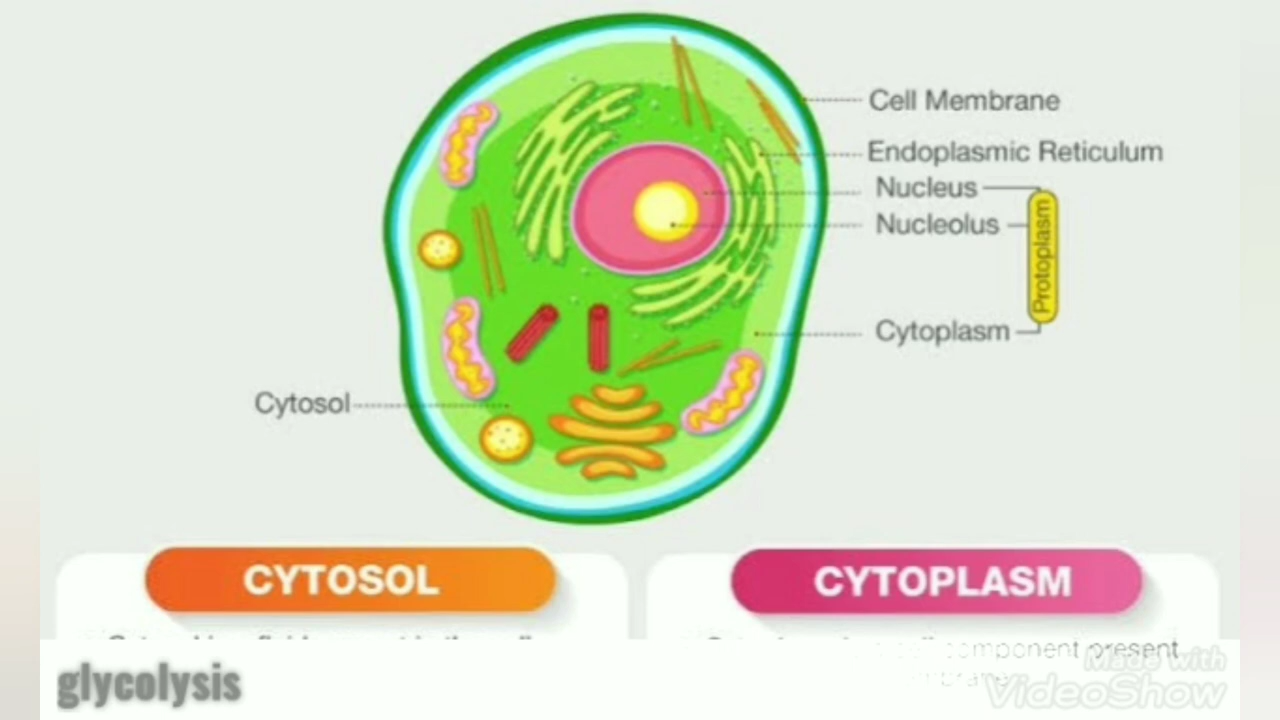 Cell Membrane
Endoplasmic Reticulum
Nucleus
Nucleolus
Protoplasm
Cytoplasm
Cytosol
CYTOSOL
CYTOPLASM
component present
glycolysis
Made with
VideoShow